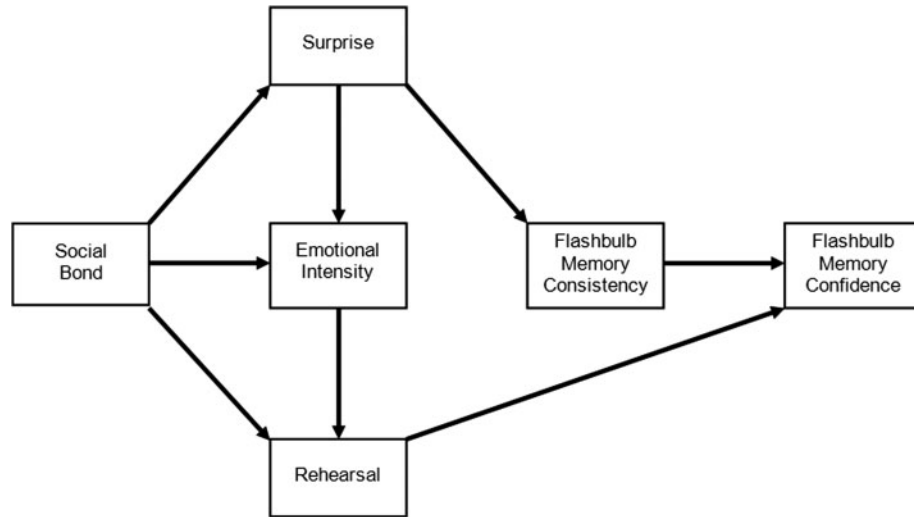 Surprise
Social
Bond
Emotional
Intensity
Flashbulb
Memory
Consistency
Flashbulb
Memory
Confidence
Rehearsal